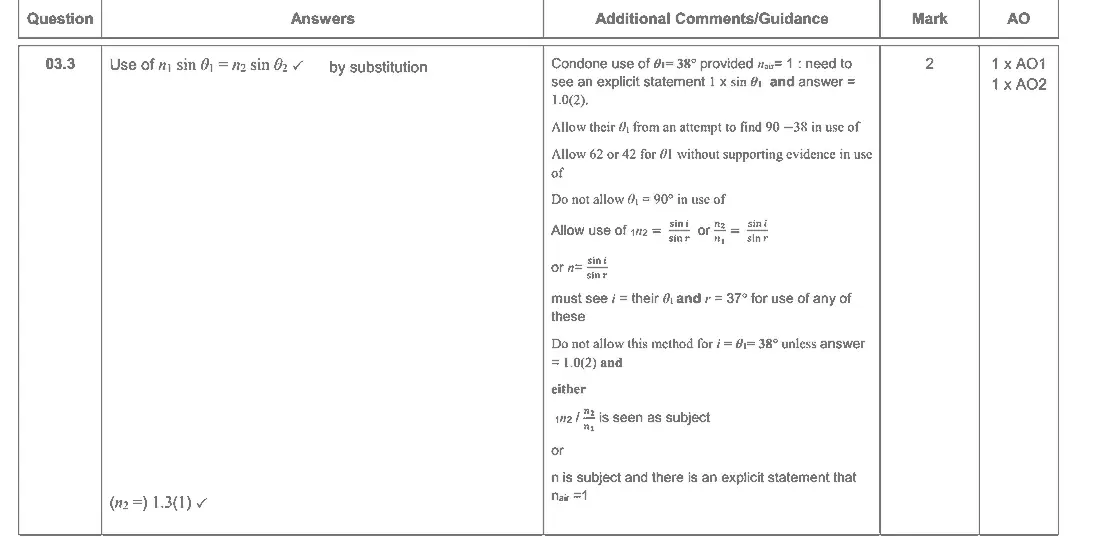 Question Answers Additional Comments/Guidance Mark AO
03.3 Use of n₁ sin θ₁ = n₂ sin θ₂ ✓ by substitution
Condone use of θ₁= 38° provided nₐᵢᵣ= 1 : need to
see an explicit statement 1 x sin θ₁ and answer =
1.0(2).
Allow their θ₁ from an attempt to find 90 –38 in use of
Allow 62 or 42 for θ1 without supporting evidence in use
of
Do not allow θ₁ = 90° in use of
Allow use of ₁n₂ = sin i / sin r or n₂ / n₁ = sin i / sin r
or n= sin i / sin r
must see i = their θ₁ and r = 37° for use of any of
these
Do not allow this method for i = θ₁= 38° unless answer
= 1.0(2) and
either
₁n₂ / n₂/n₁ is seen as subject
or
n is subject and there is an explicit statement that
nₐᵢᵣ =1
(n₂ =) 1.3(1) ✓
2
1 x AO1
1 x AO2